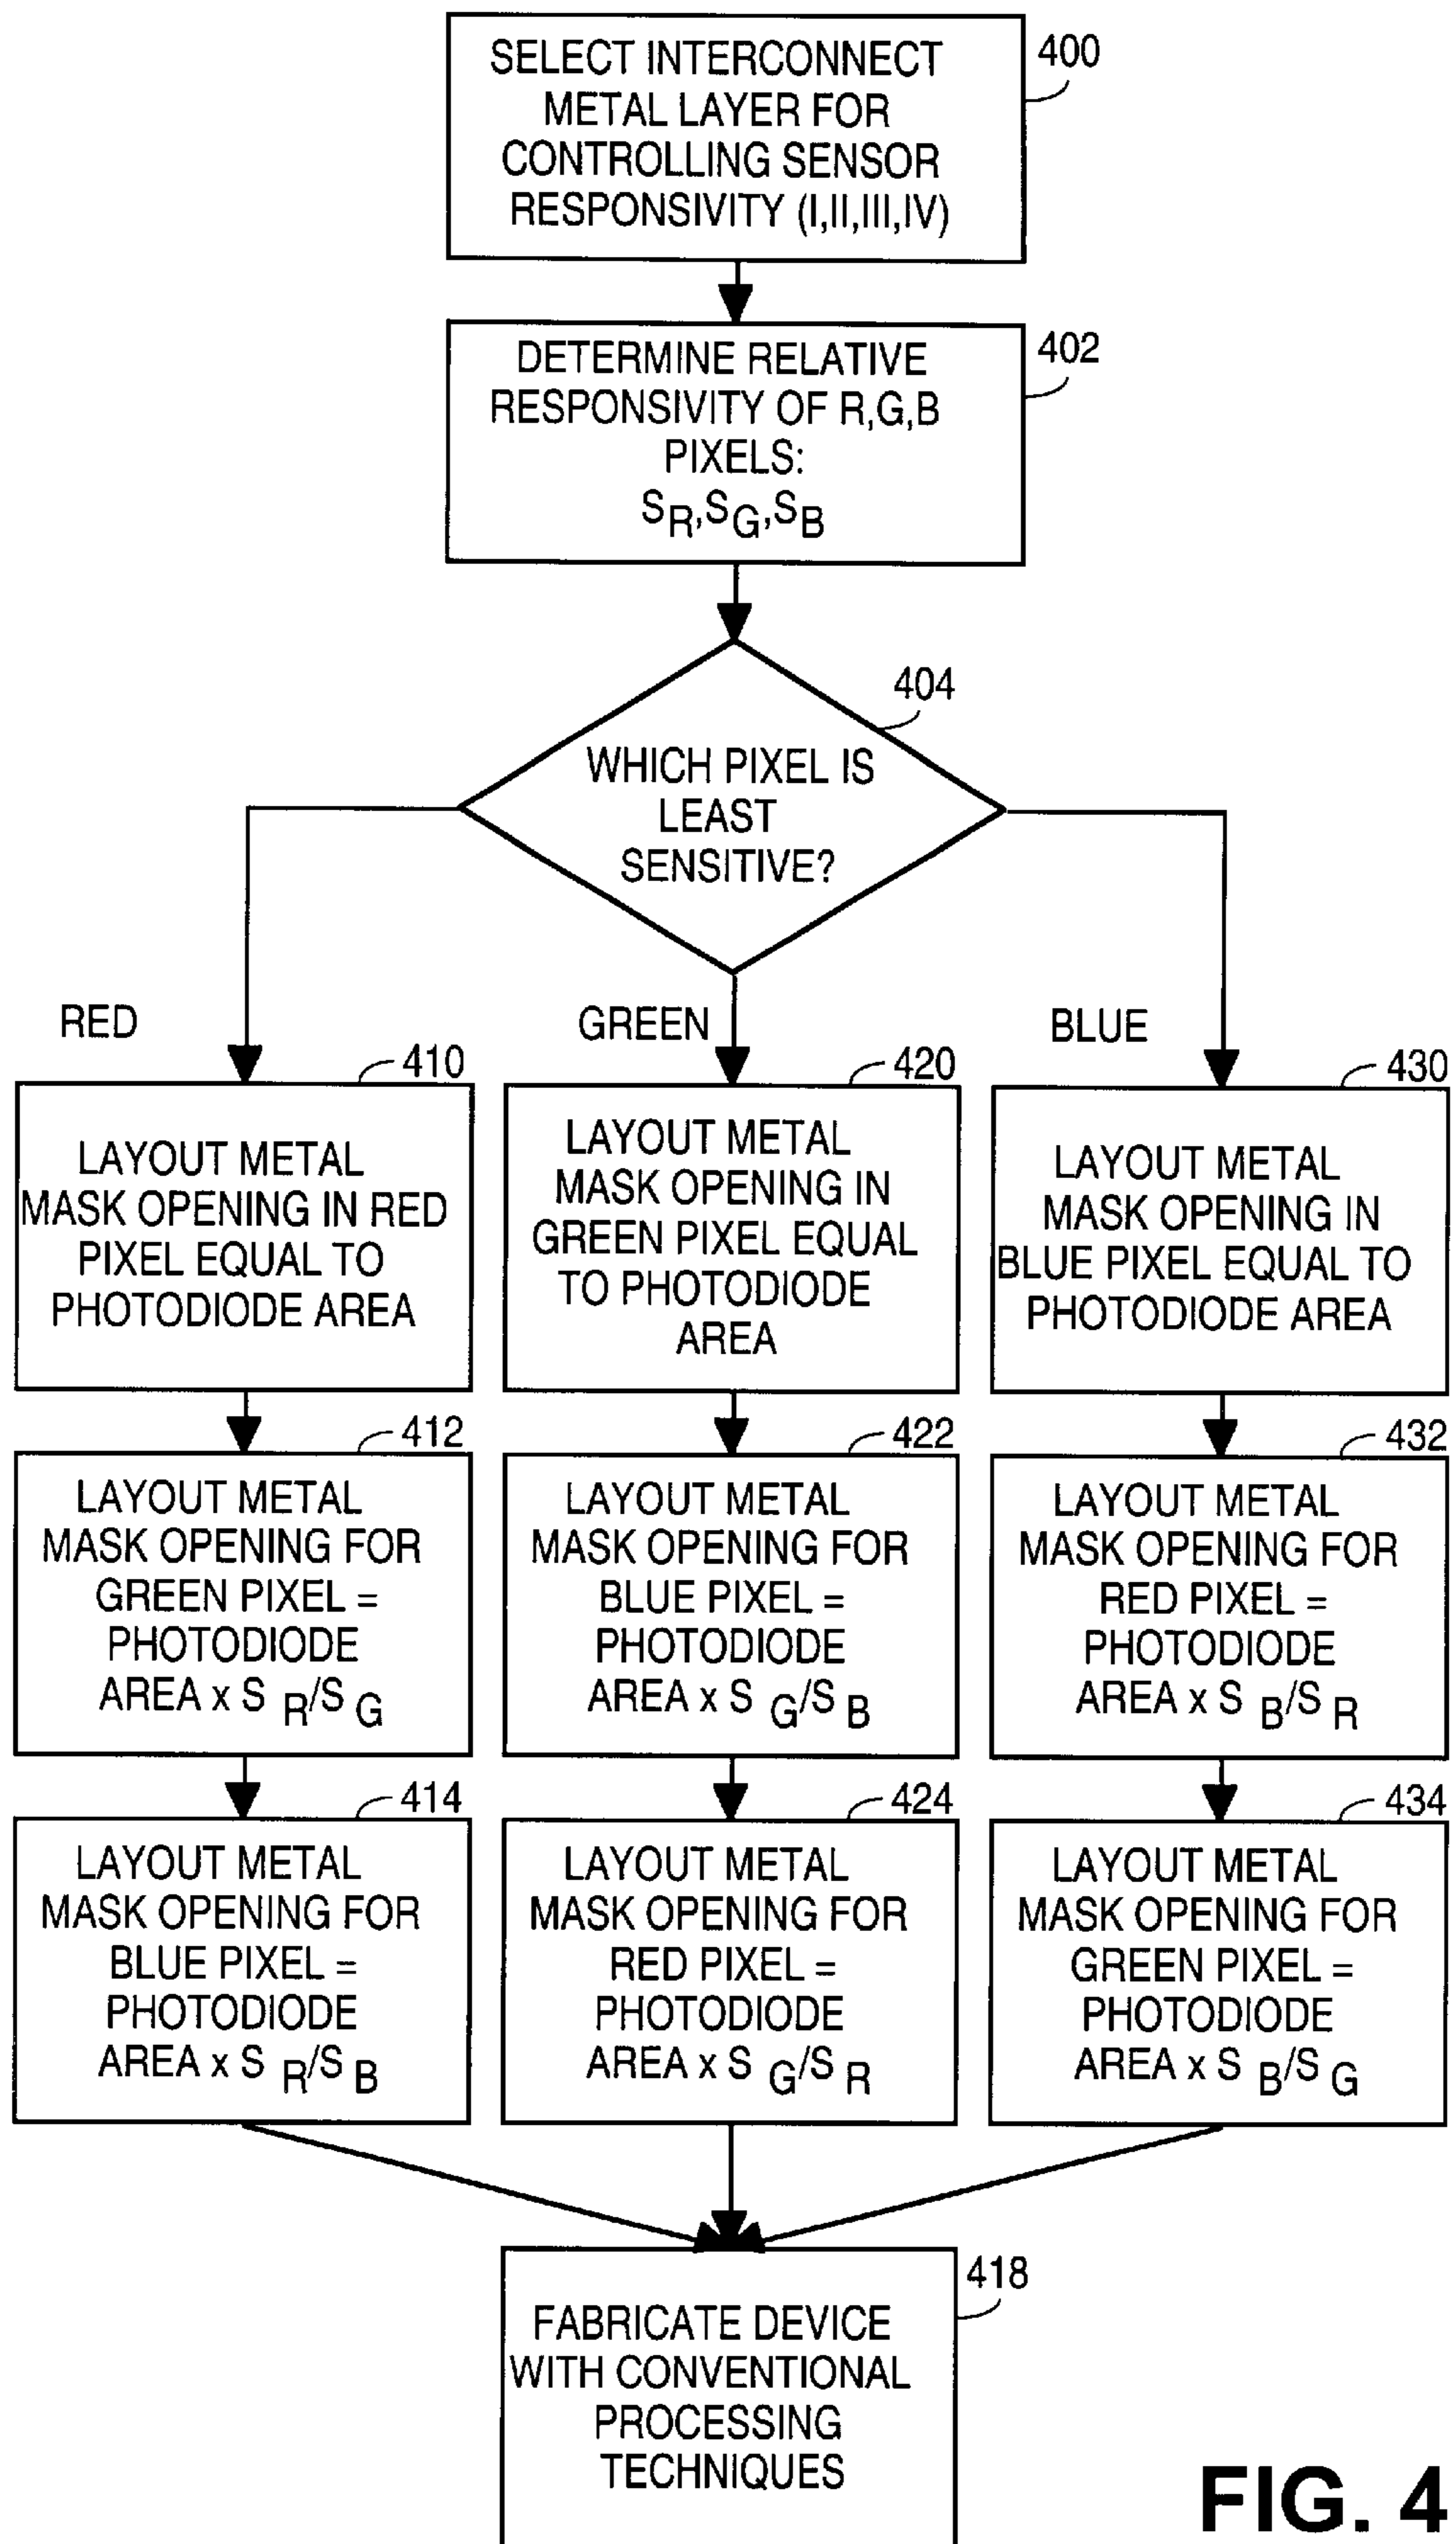 SELECT INTERCONNECT
METAL LAYER FOR
CONTROLLING SENSOR
RESPONSIVITY (I,II,III,IV)
400
DETERMINE RELATIVE
RESPONSIVITY OF R,G,B
PIXELS:
SR,SG,SB
402
404
WHICH PIXEL IS
LEAST
SENSITIVE?
RED
GREEN
BLUE
410
LAYOUT METAL
MASK OPENING IN RED
PIXEL EQUAL TO
PHOTODIODE AREA
420
LAYOUT METAL
MASK OPENING IN
GREEN PIXEL EQUAL
TO PHOTODIODE
AREA
430
LAYOUT METAL
MASK OPENING IN
BLUE PIXEL EQUAL TO
PHOTODIODE AREA
412
LAYOUT METAL
MASK OPENING FOR
GREEN PIXEL =
PHOTODIODE
AREA x S R/S G
422
LAYOUT METAL
MASK OPENING FOR
BLUE PIXEL =
PHOTODIODE
AREA x S G/S B
432
LAYOUT METAL
MASK OPENING FOR
RED PIXEL =
PHOTODIODE
AREA x S B/S R
414
LAYOUT METAL
MASK OPENING FOR
BLUE PIXEL =
PHOTODIODE
AREA x S R/S B
424
LAYOUT METAL
MASK OPENING FOR
RED PIXEL =
PHOTODIODE
AREA x S G/S R
434
LAYOUT METAL
MASK OPENING FOR
GREEN PIXEL =
PHOTODIODE
AREA x S B/S G
418
FABRICATE DEVICE
WITH CONVENTIONAL
PROCESSING
TECHNIQUES
FIG. 4